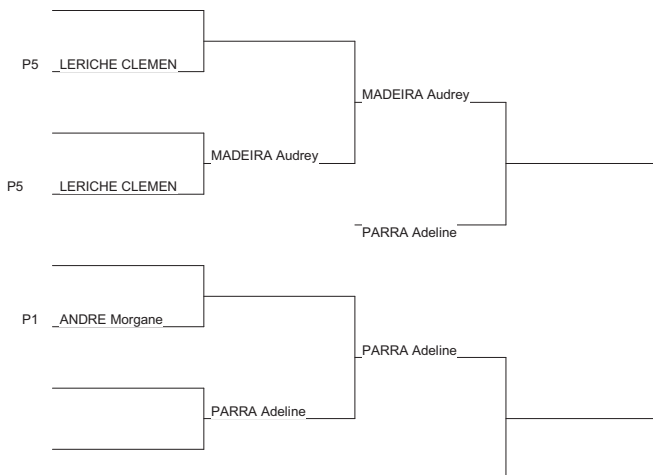 P5 LERICHE CLEMEN
MADEIRA Audrey
MADEIRA Audrey
P5 LERICHE CLEMEN
PARRA Adeline
P1 ANDRE Morgane
PARRA Adeline
PARRA Adeline